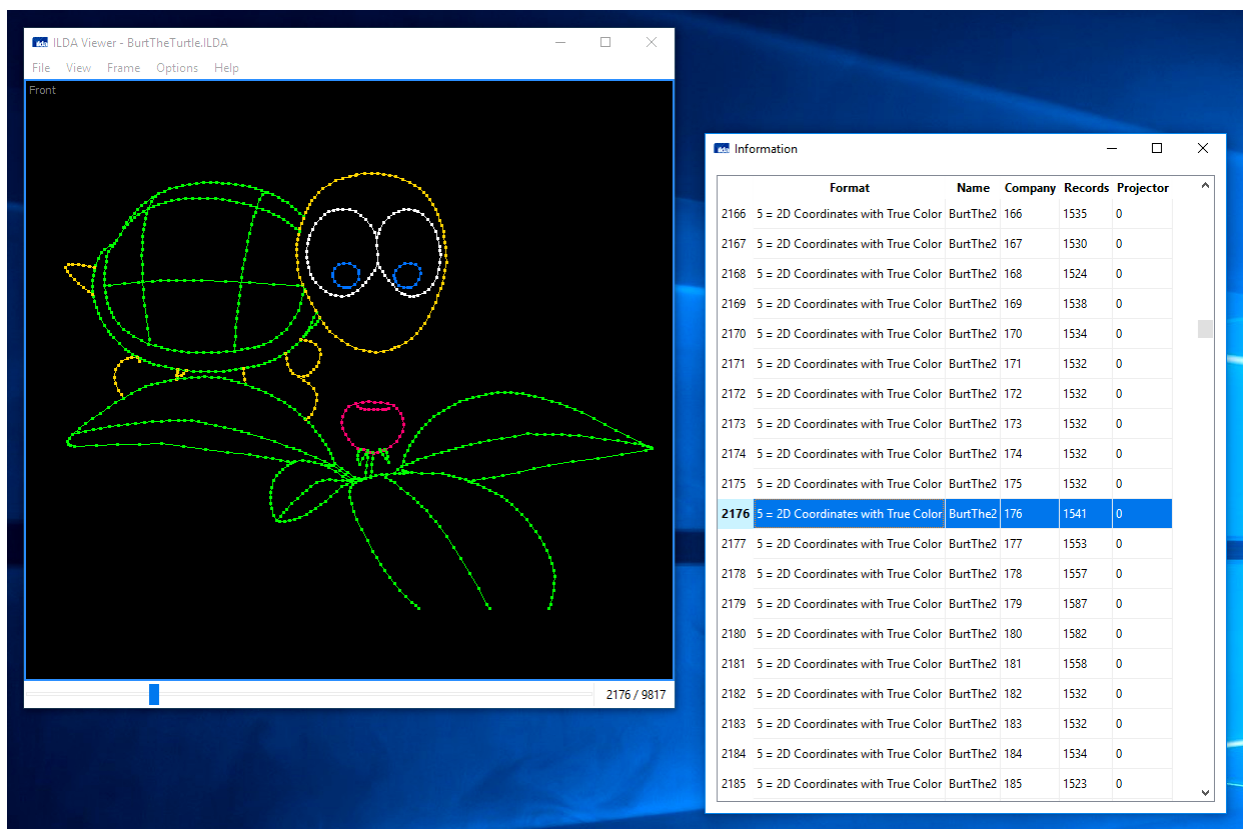 ilda ILDA Viewer - BurtTheTurtle.ILDA
File View Frame Options Help
Front
2176 / 9817
ilda Information
Format Name Company Records Projector
2166 5 = 2D Coordinates with True Color BurtThe2 166 1535 0
2167 5 = 2D Coordinates with True Color BurtThe2 167 1530 0
2168 5 = 2D Coordinates with True Color BurtThe2 168 1524 0
2169 5 = 2D Coordinates with True Color BurtThe2 169 1538 0
2170 5 = 2D Coordinates with True Color BurtThe2 170 1534 0
2171 5 = 2D Coordinates with True Color BurtThe2 171 1532 0
2172 5 = 2D Coordinates with True Color BurtThe2 172 1532 0
2173 5 = 2D Coordinates with True Color BurtThe2 173 1532 0
2174 5 = 2D Coordinates with True Color BurtThe2 174 1532 0
2175 5 = 2D Coordinates with True Color BurtThe2 175 1532 0
2176 5 = 2D Coordinates with True Color BurtThe2 176 1541 0
2177 5 = 2D Coordinates with True Color BurtThe2 177 1553 0
2178 5 = 2D Coordinates with True Color BurtThe2 178 1557 0
2179 5 = 2D Coordinates with True Color BurtThe2 179 1587 0
2180 5 = 2D Coordinates with True Color BurtThe2 180 1582 0
2181 5 = 2D Coordinates with True Color BurtThe2 181 1558 0
2182 5 = 2D Coordinates with True Color BurtThe2 182 1532 0
2183 5 = 2D Coordinates with True Color BurtThe2 183 1532 0
2184 5 = 2D Coordinates with True Color BurtThe2 184 1534 0
2185 5 = 2D Coordinates with True Color BurtThe2 185 1523 0